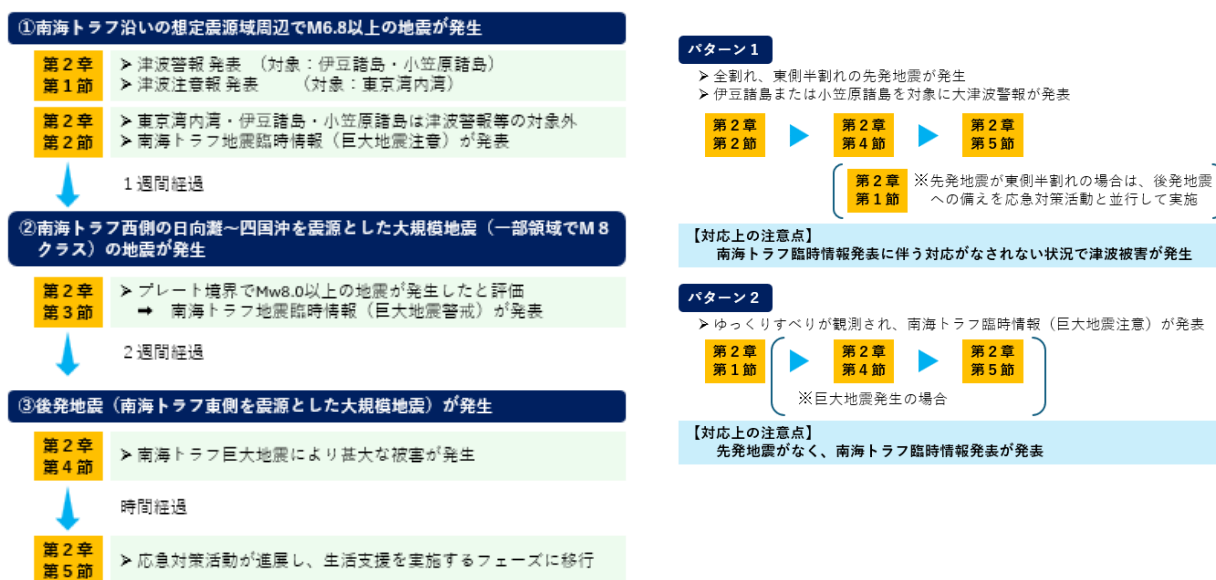 ①南海トラフ沿いの想定震源域周辺でM6.8以上の地震が発生
第２章
第１節
➤ 津波警報 発表 （対象：伊豆諸島・小笠原諸島）
➤ 津波注意報 発表 （対象：東京湾内湾）
第２章
第２節
➤ 東京湾内湾・伊豆諸島・小笠原諸島は津波警報等の対象外
➤ 南海トラフ地震臨時情報（巨大地震注意）が発表
１週間経過
②南海トラフ西側の日向灘～四国沖を震源とした大規模地震（一部領域でM８
クラス）の地震が発生
第２章
第３節
➤ プレート境界でMw8.0以上の地震が発生したと評価
➡ 南海トラフ地震臨時情報（巨大地震警戒）が発表
２週間経過
③後発地震（南海トラフ東側を震源とした大規模地震）が発生
第２章
第４節
➤ 南海トラフ巨大地震により甚大な被害が発生
時間経過
第２章
第５節
➤ 応急対策活動が進展し、生活支援を実施するフェーズに移行
パターン１
➤ 全割れ、東側半割れの先発地震が発生
➤ 伊豆諸島または小笠原諸島を対象に大津波警報が発表
第２章
第２節
第２章
第４節
第２章
第５節
第２章
第１節
※先発地震が東側半割れの場合は、後発地震
への備えを応急対策活動と並行して実施
【対応上の注意点】
南海トラフ臨時情報発表に伴う対応がなされない状況で津波被害が発生
パターン２
➤ ゆっくりすべりが観測され、南海トラフ臨時情報（巨大地震注意）が発表
第２章
第１節
第２章
第４節
第２章
第５節
※巨大地震発生の場合
【対応上の注意点】
先発地震がなく、南海トラフ臨時情報発表が発表